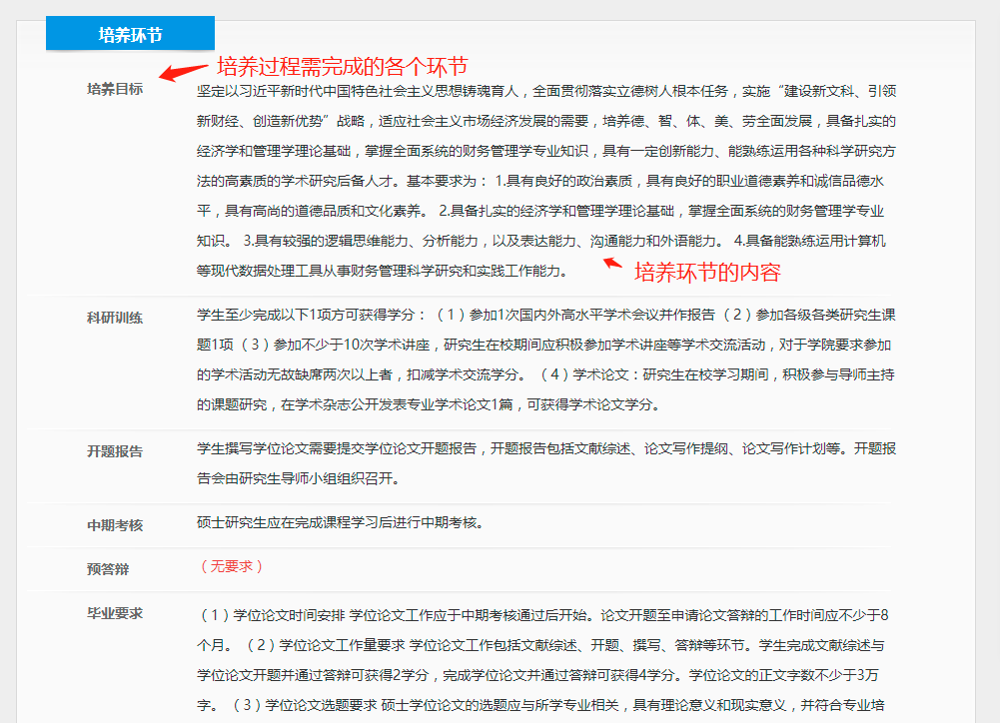 培养环节
培养过程需完成的各个环节
培养目标
坚定以习近平新时代中国特色社会主义思想铸魂育人，全面贯彻落实立德树人根本任务，实施“建设新文科、引领
新财经、创造新优势”战略，适应社会主义市场经济发展的需要，培养德、智、体、美、劳全面发展，具备扎实的
经济学和管理学理论基础，掌握全面系统的财务管理学专业知识，具有一定创新能力、能熟练运用各种科学研究方
法的高素质的学术研究后备人才。基本要求为： 1.具有良好的政治素质，具有良好的职业道德素养和诚信品德水
平，具有高尚的道德品质和文化素养。 2.具备扎实的经济学和管理学理论基础，掌握全面系统的财务管理学专业
知识。 3.具有较强的逻辑思维能力、分析能力，以及表达能力、沟通能力和外语能力。 4.具备能熟练运用计算机
等现代数据处理工具从事财务管理科学研究和实践工作能力。
培养环节的内容
科研训练
学生至少完成以下1项方可获得学分：（1）参加1次国内外高水平学术会议并作报告（2）参加各级各类研究生课
题1项（3）参加不少于10次学术讲座，研究生在校期间应积极参加学术讲座等学术交流活动，对于学院要求参加
的学术活动无故缺席两次以上者，扣减学术交流学分。（4）学术论文：研究生在校学习期间，积极参与导师主持
的课题研究，在学术杂志公开发表专业学术论文1篇，可获得学术论文学分。
开题报告
学生撰写学位论文需要提交学位论文开题报告，开题报告包括文献综述、论文写作提纲、论文写作计划等。开题报
告会由研究生导师小组组织召开。
中期考核
硕士研究生应在完成课程学习后进行中期考核。
预答辩
（无要求）
毕业要求
（1）学位论文时间安排 学位论文工作应于中期考核通过后开始。论文开题至申请论文答辩的工作时间应不少于8
个月。（2）学位论文工作量要求 学位论文工作包括文献综述、开题、撰写、答辩等环节。学生完成文献综述与
学位论文开题并通过答辩可获得2学分，完成学位论文并通过答辩可获得4学分。学位论文的正文字数不少于3万
字。（3）学位论文选题要求 硕士学位论文的选题应与所学专业相关，具有理论意义和现实意义，并符合专业培